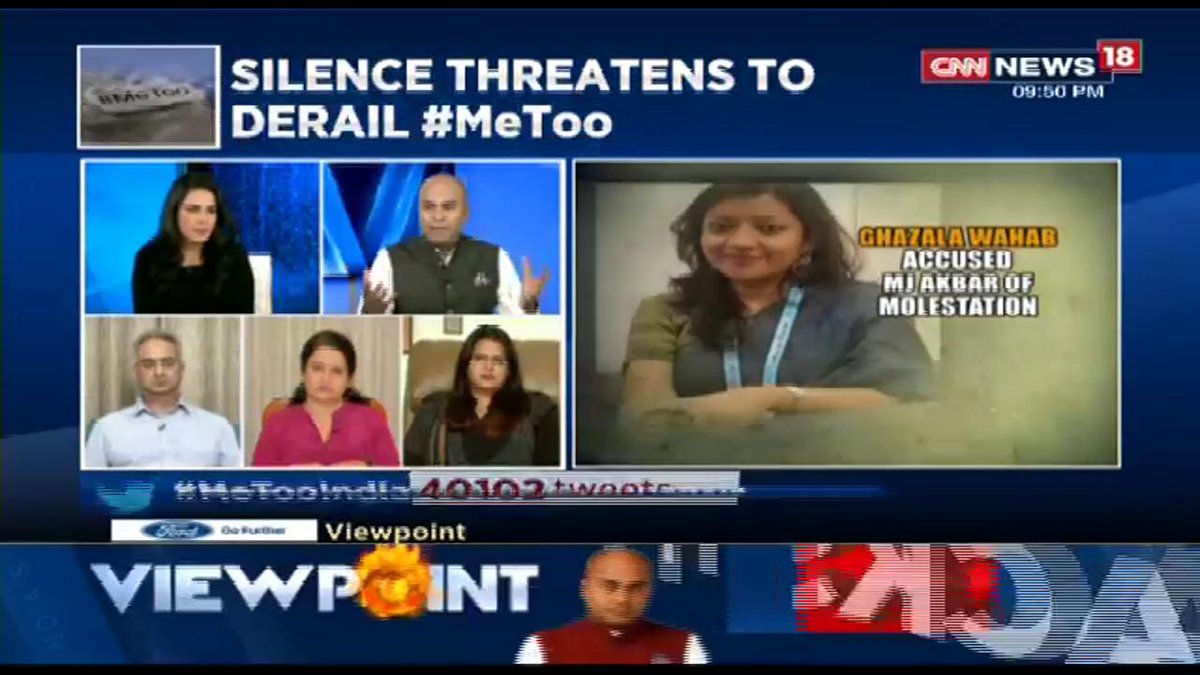 #MeToo
SILENCE THREATENS TO
DERAIL #MeToo
CNN NEWS 18
09:50 PM
GHAZALA WAHAB
ACCUSED
MJ AKBAR OF
MOLESTATION
#MeTooIndia 40102 tweets
Ford Go Further Viewpoint
VIEWPOINT